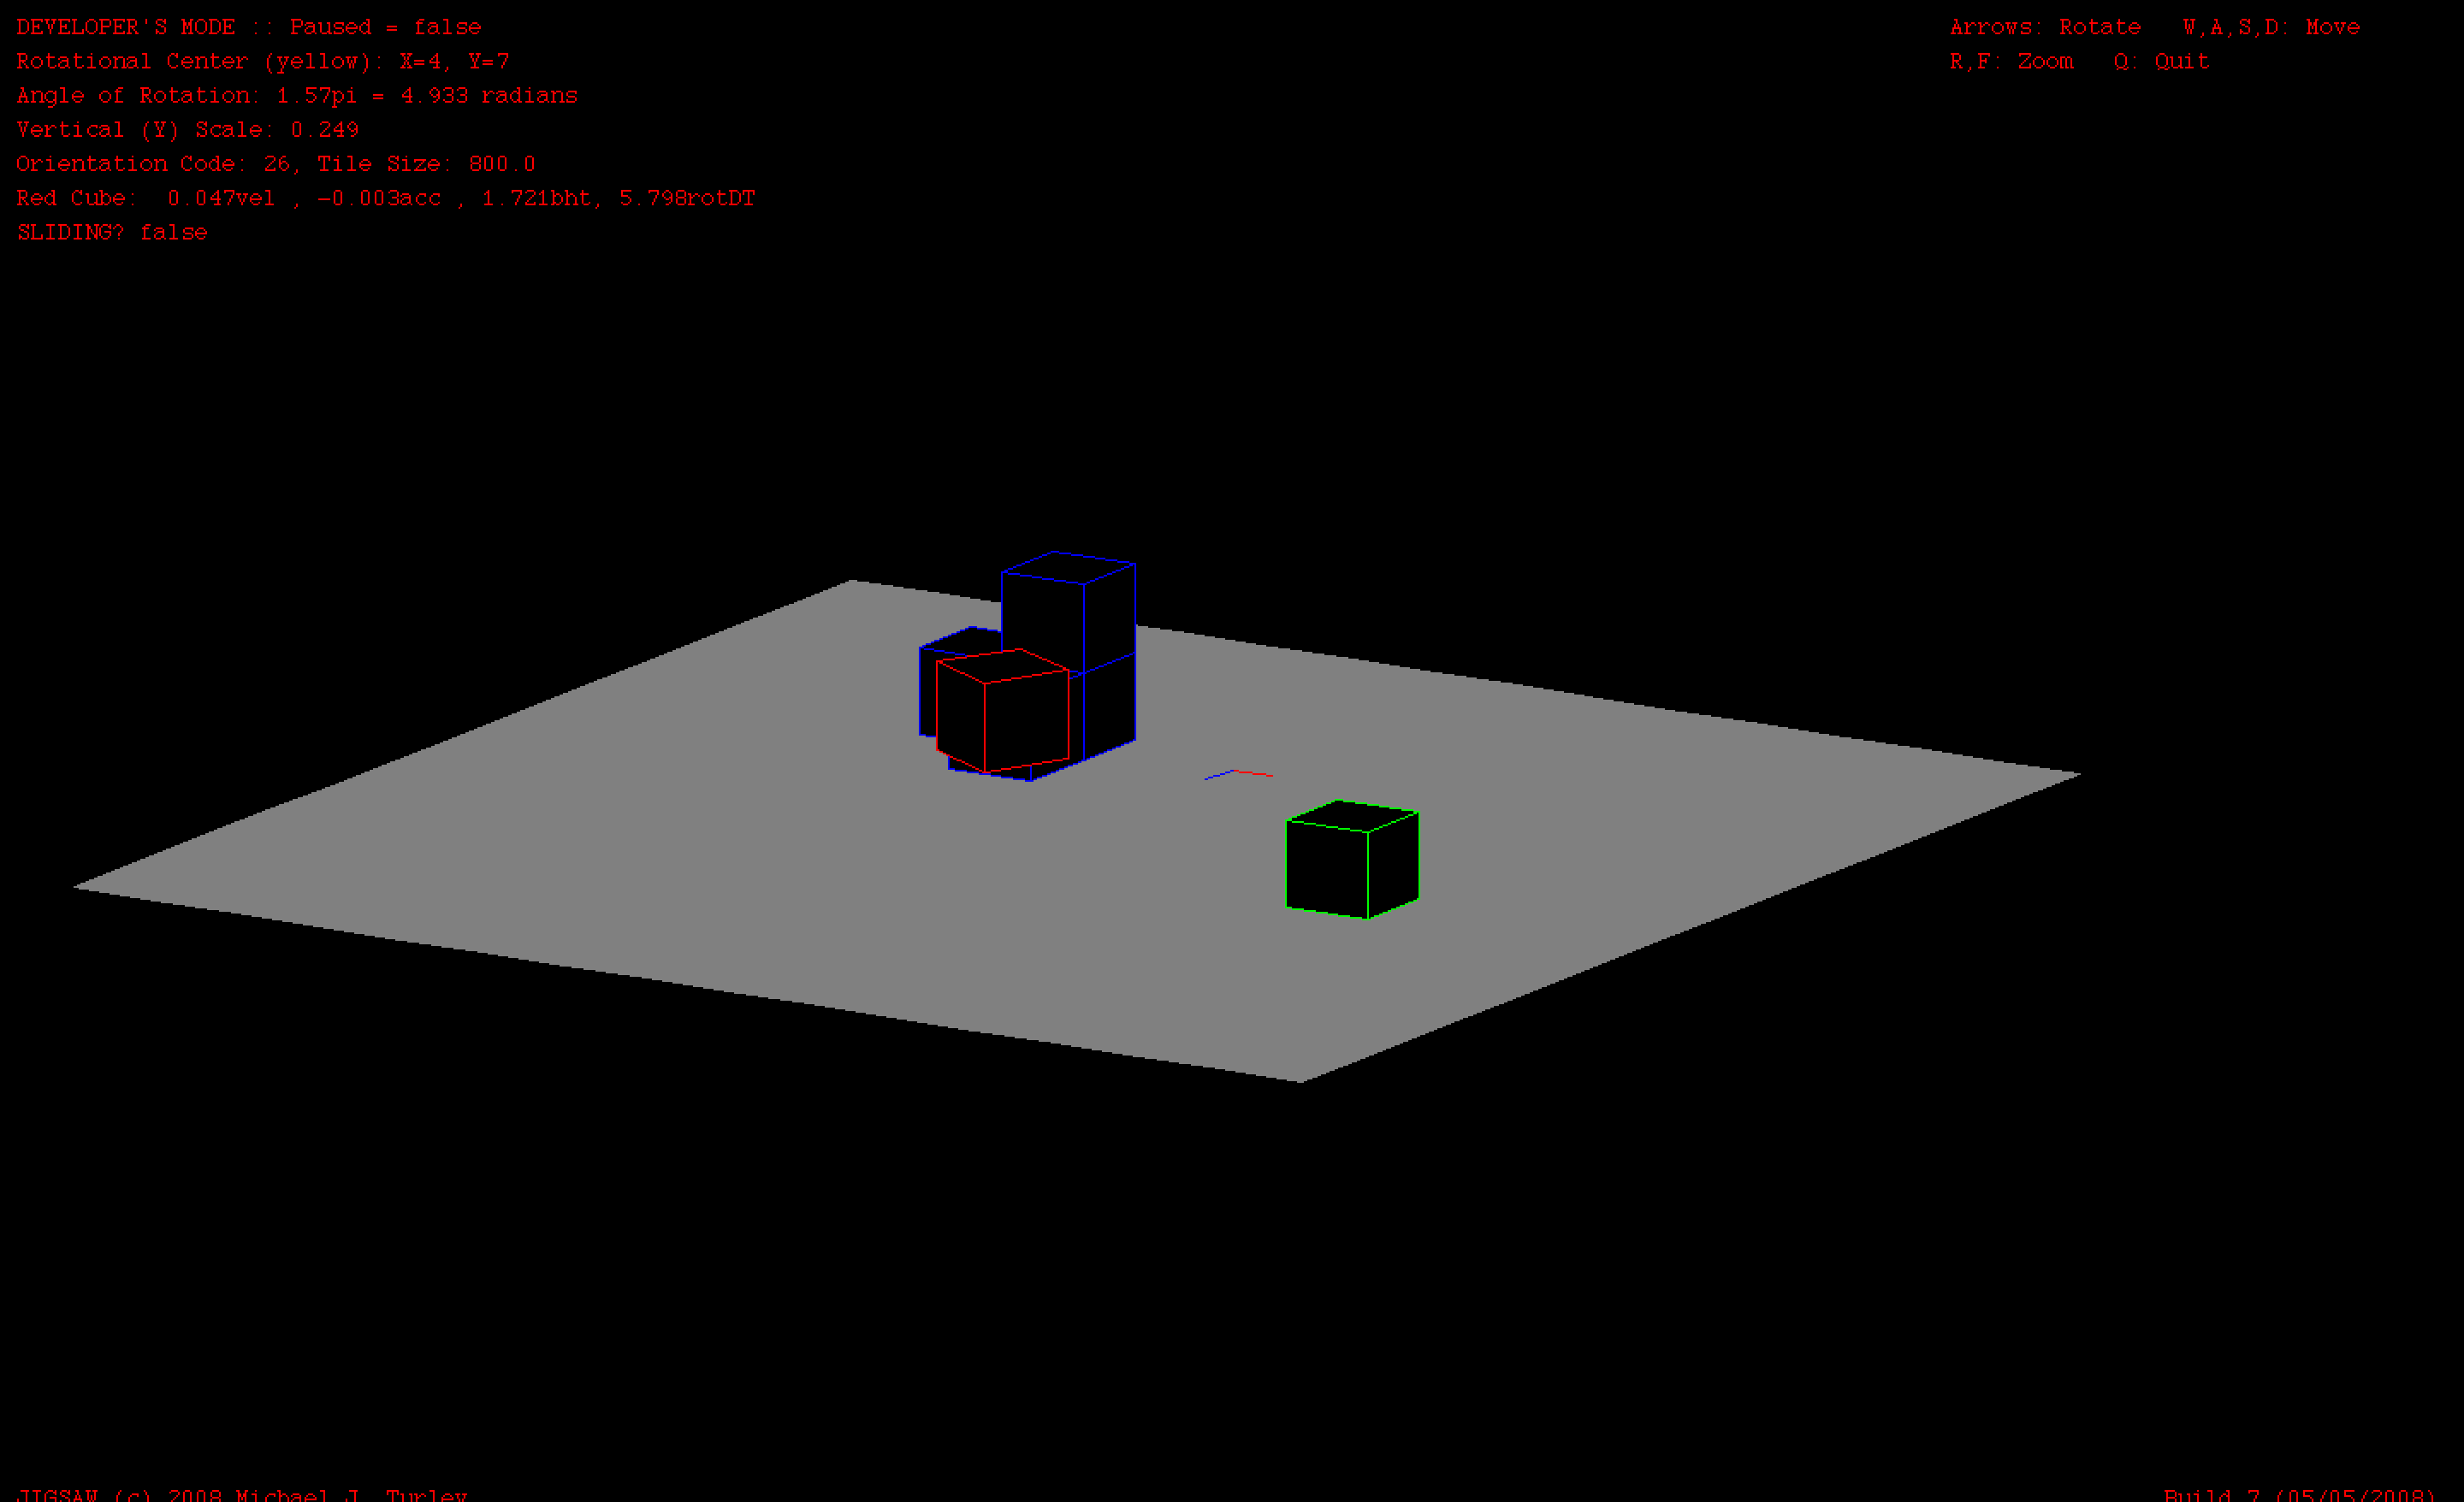 DEVELOPER'S MODE :: Paused = false
Rotational Center (yellow): X=4, Y=7
Angle of Rotation: 1.57pi = 4.933 radians
Vertical (Y) Scale: 0.249
Orientation Code: 26, Tile Size: 800.0
Red Cube:  0.047vel , -0.003acc , 1.721bht, 5.798rotDT
SLIDING? false
Arrows: Rotate   W,A,S,D: Move
R,F: Zoom   Q: Quit
JIGSAW (c) 2008 Michael J. Turley
Build 7 (05/05/2008)